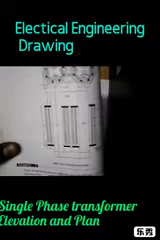 Electical Engineering
Drawing
Single Phase transformer
Elevation and Plan
乐秀